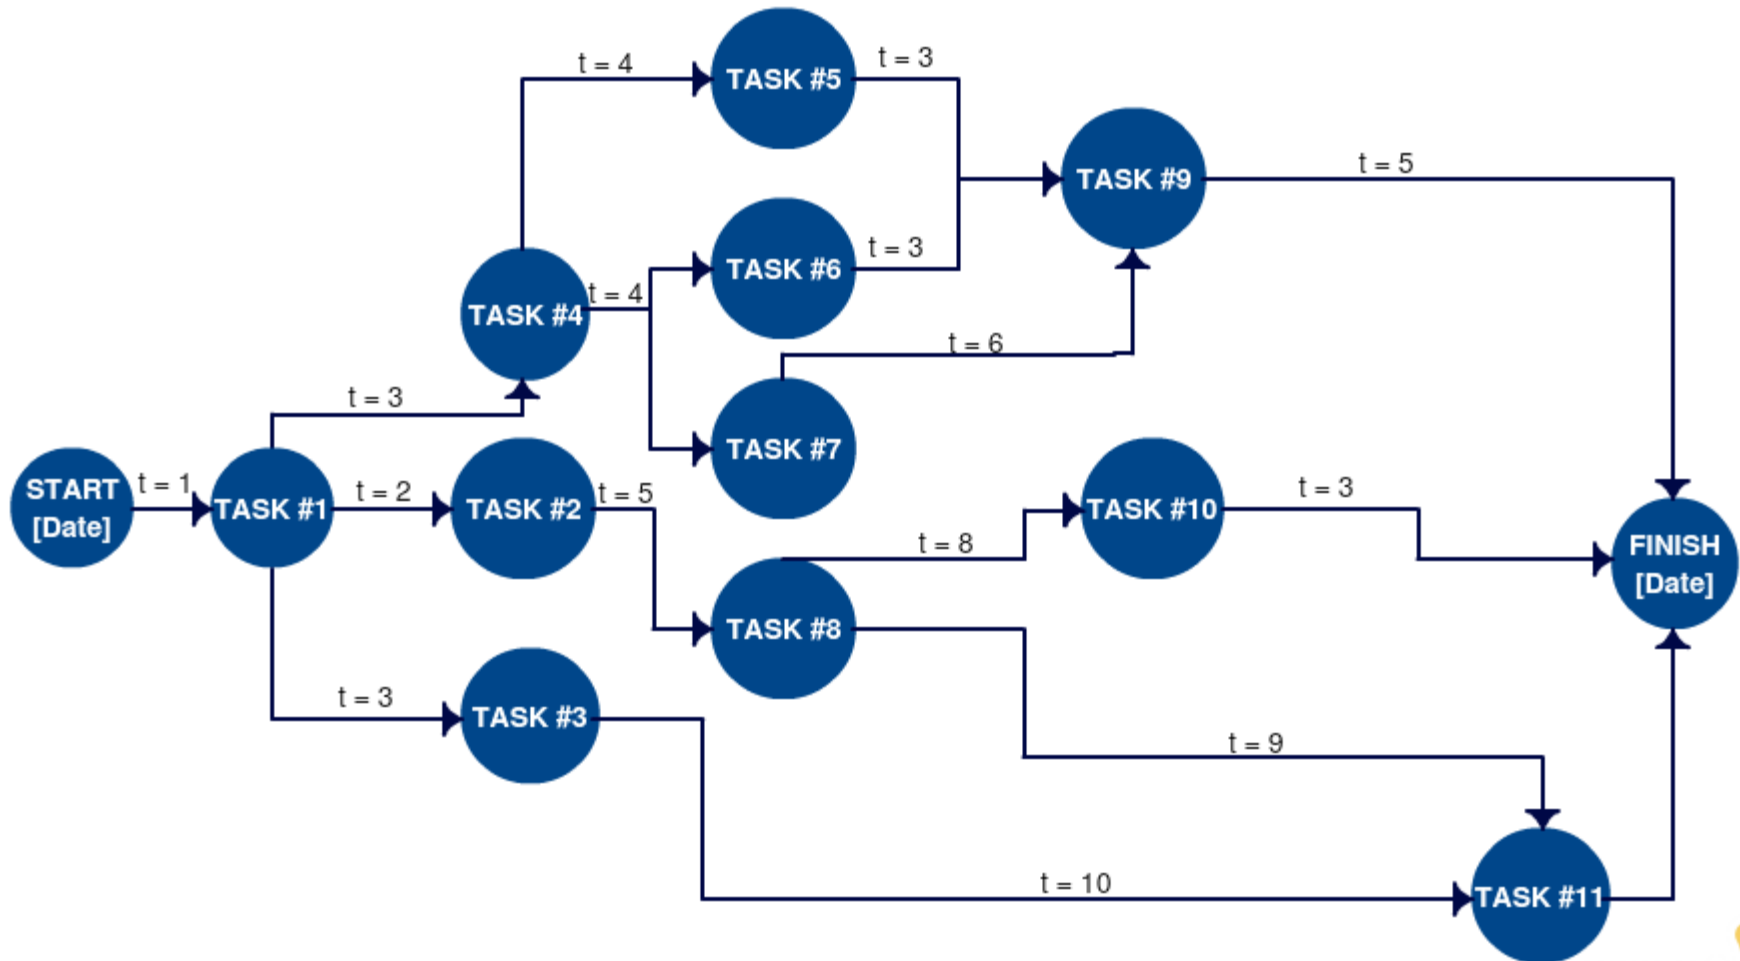 t = 4
TASK #5
t = 3
TASK #9
t = 5
TASK #6
t = 3
t = 4
TASK #4
t = 6
t = 3
TASK #7
START
[Date]
t = 1
TASK #1
t = 2
TASK #2
t = 5
TASK #10
t = 3
t = 8
FINISH
[Date]
TASK #8
t = 3
TASK #3
t = 9
t = 10
TASK #11